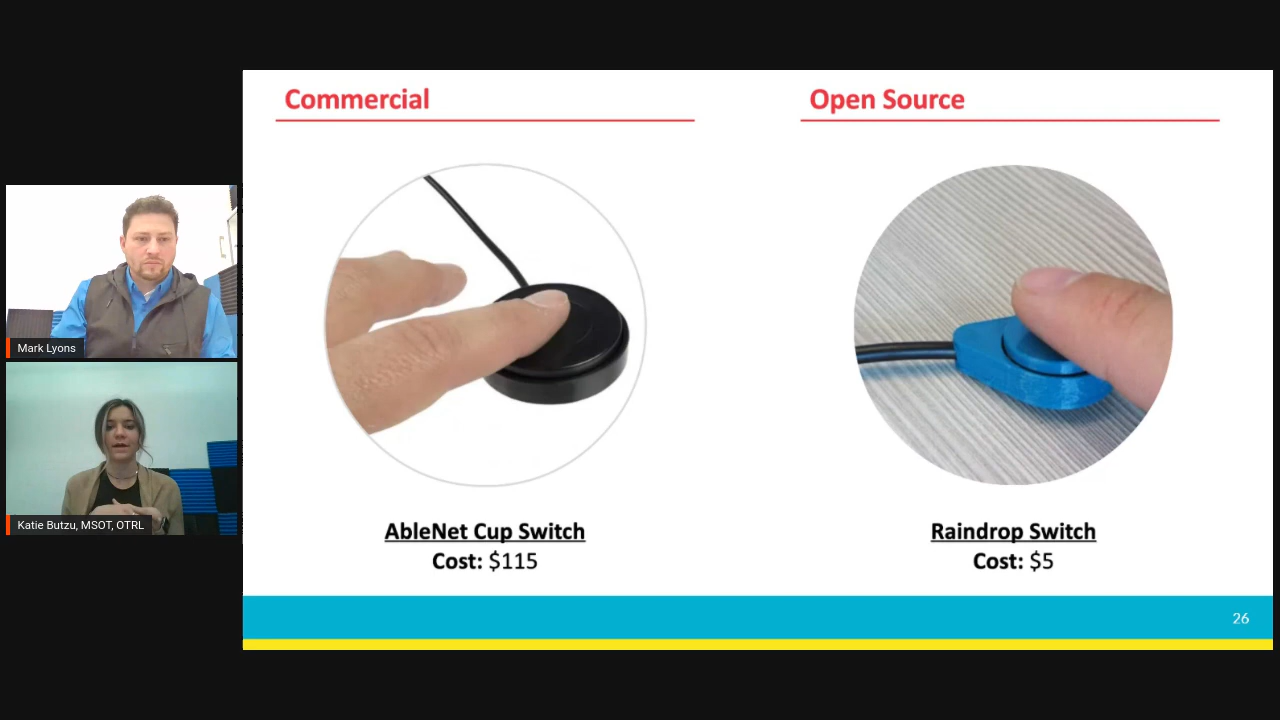 Commercial
Open Source
Mark Lyons
Katie Butzu, MSOT, OTRL
AbleNet Cup Switch
Cost: $115
Raindrop Switch
Cost: $5
26